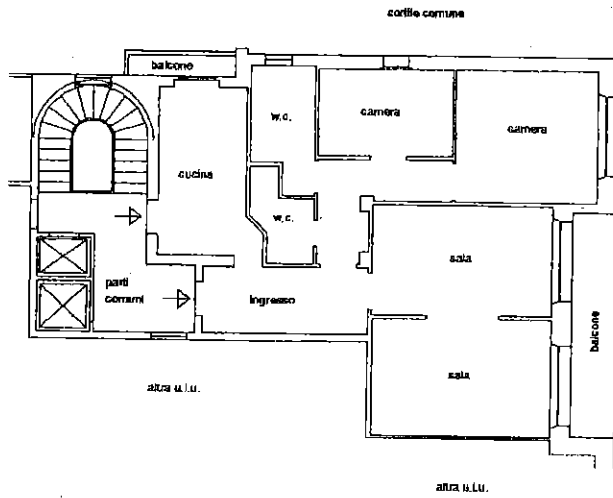 cortile comune
balcone
w.c.
camera
camera
cucina
w.c.
sala
parti
comuni
ingresso
balcone
sala
altra u.i.u.
altra u.i.u.